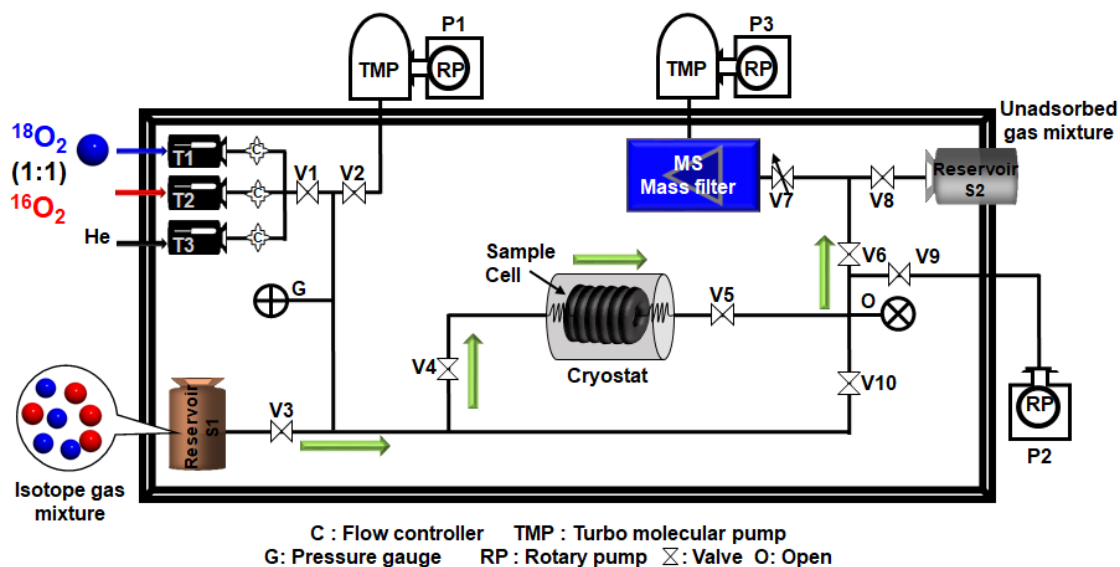 P1
P3
TMP
RP
TMP
RP
Unadsorbed
gas mixture
¹⁸O₂
(1:1)
¹⁶O₂
He
T1
T2
T3
C
C
C
V1
V2
MS
Mass filter
V7
V8
Reservoir
S2
G
Sample
Cell
V6
V9
V5
O
V4
Cryostat
V10
RP
P2
Reservoir
S1
V3
Isotope gas
mixture
C : Flow controller TMP : Turbo molecular pump
G: Pressure gauge RP : Rotary pump : Valve O: Open